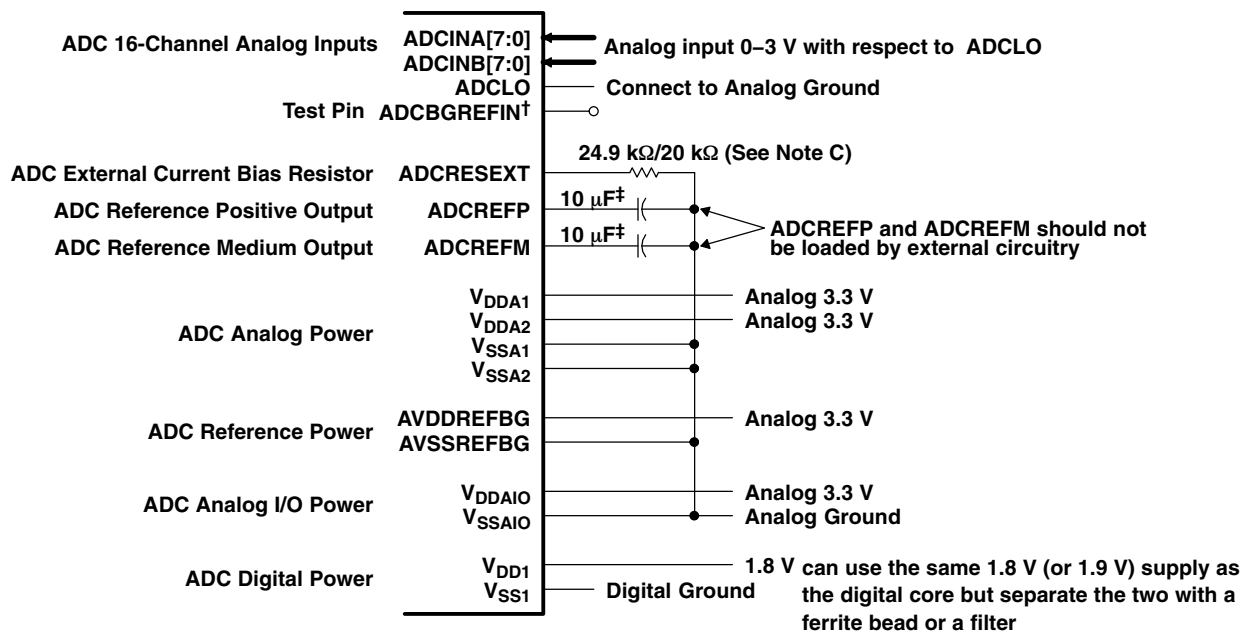 ADC 16-Channel Analog Inputs ADCINA[7:0] Analog input 0–3 V with respect to ADCLO
ADCINB[7:0]
ADCLO Connect to Analog Ground
Test Pin ADCBGREFIN†
24.9 kΩ/20 kΩ (See Note C)
ADC External Current Bias Resistor ADCRESEXT
ADC Reference Positive Output ADCREFP 10 μF‡
ADC Reference Medium Output ADCREFM 10 μF‡
ADCREFP and ADCREFM should not
be loaded by external circuitry
ADC Analog Power
VDDA1 Analog 3.3 V
VDDA2 Analog 3.3 V
VSSA1
VSSA2
ADC Reference Power
AVDDREFBG Analog 3.3 V
AVSSREFBG
ADC Analog I/O Power
VDDAIO Analog 3.3 V
VSSAIO Analog Ground
ADC Digital Power
VDD1 1.8 V can use the same 1.8 V (or 1.9 V) supply as
the digital core but separate the two with a
ferrite bead or a filter
VSS1 Digital Ground